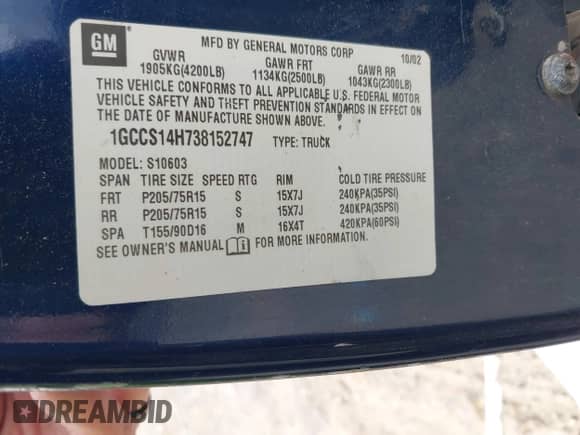 GM
MFD BY GENERAL MOTORS CORP
10/02
GVWR GAWR FRT GAWR RR
1905KG(4200LB) 1134KG(2500LB) 1043KG(2300LB)
THIS VEHICLE CONFORMS TO ALL APPLICABLE U.S. FEDERAL MOTOR
VEHICLE SAFETY AND THEFT PREVENTION STANDARDS IN EFFECT ON
THE DATE OF MANUFACTURE SHOWN ABOVE.
1GCCS14H738152747 TYPE: TRUCK
MODEL: S10603
SPAN TIRE SIZE SPEED RTG RIM COLD TIRE PRESSURE
FRT P205/75R15 S 15X7J 240KPA(35PSI)
RR P205/75R15 S 15X7J 240KPA(35PSI)
SPA T155/90D16 M 16X4T 420KPA(60PSI)
SEE OWNER'S MANUAL FOR MORE INFORMATION.
DREAMBID